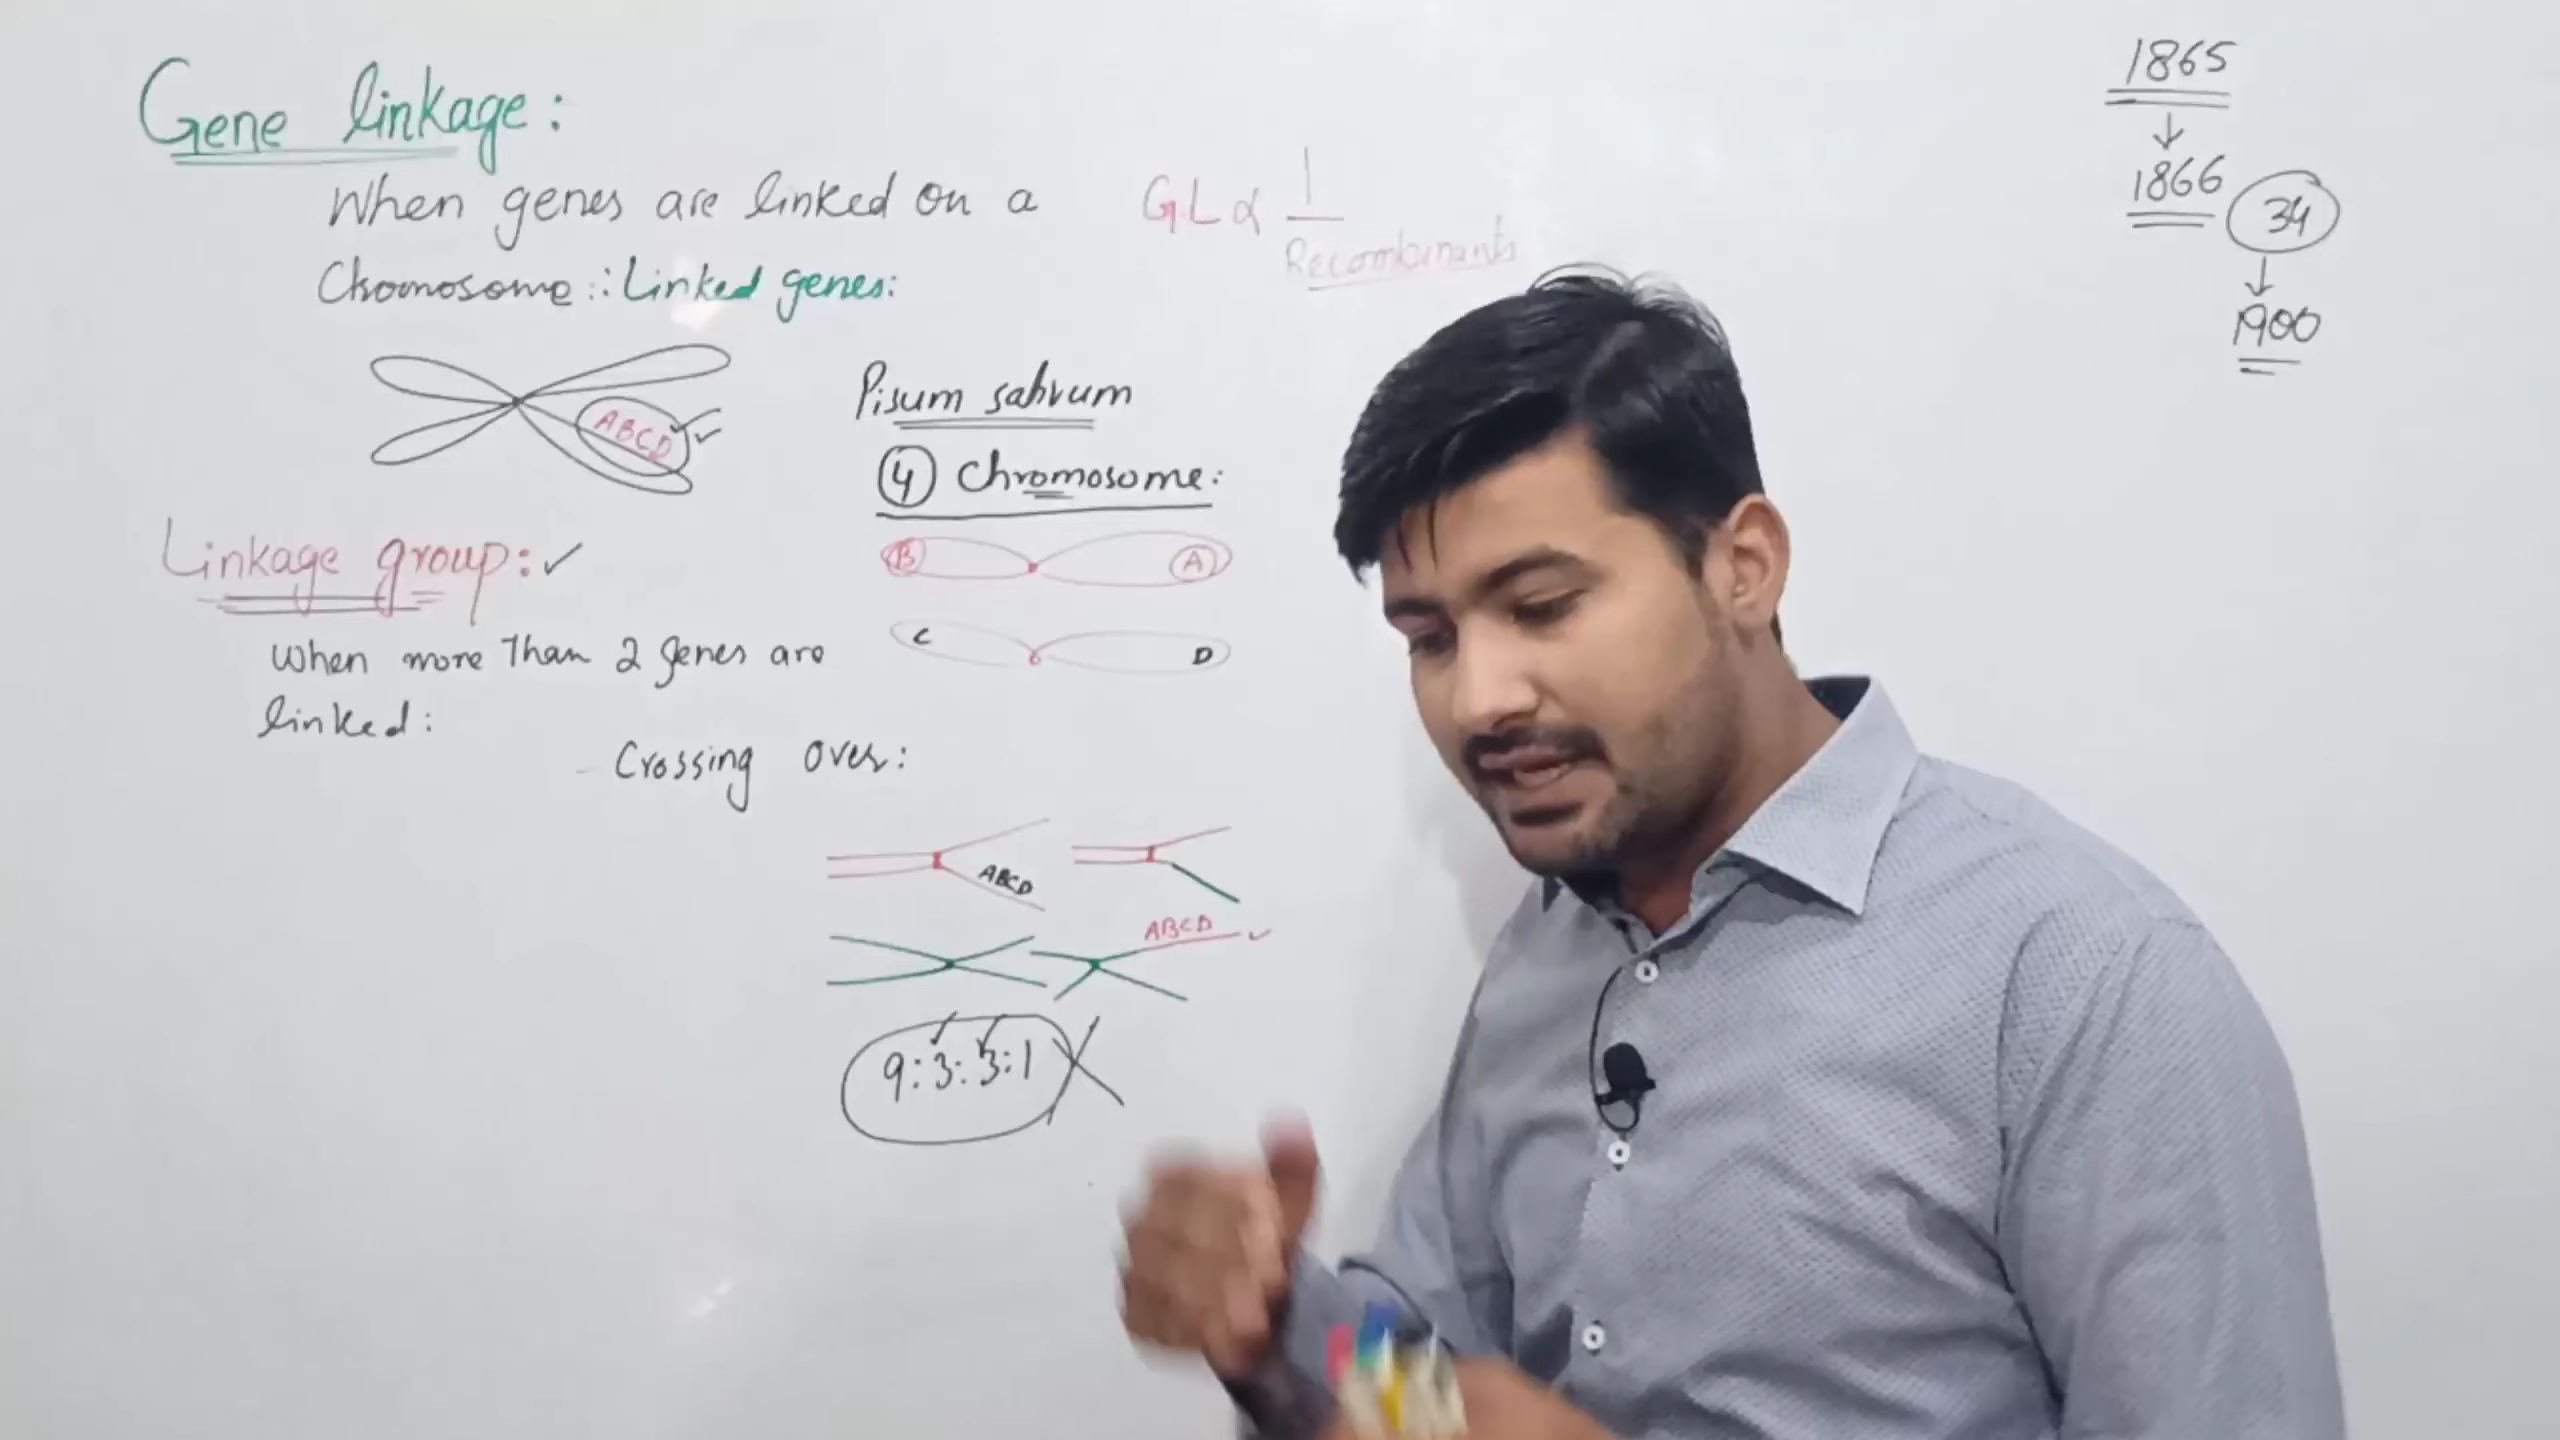 Gene linkage:
When genes are linked on a
Chromosome :: Linked genes:
ABCD
G.L ∝ 1
Recombinants
1865
↓
1866
34
↓
1900
Pisum sativum
4 Chromosome:
B A
C D
Linkage group: ✓
When more Than 2 genes are
linked:
- Crossing over:
ABCD
ABCD ✓
9:3:3:1